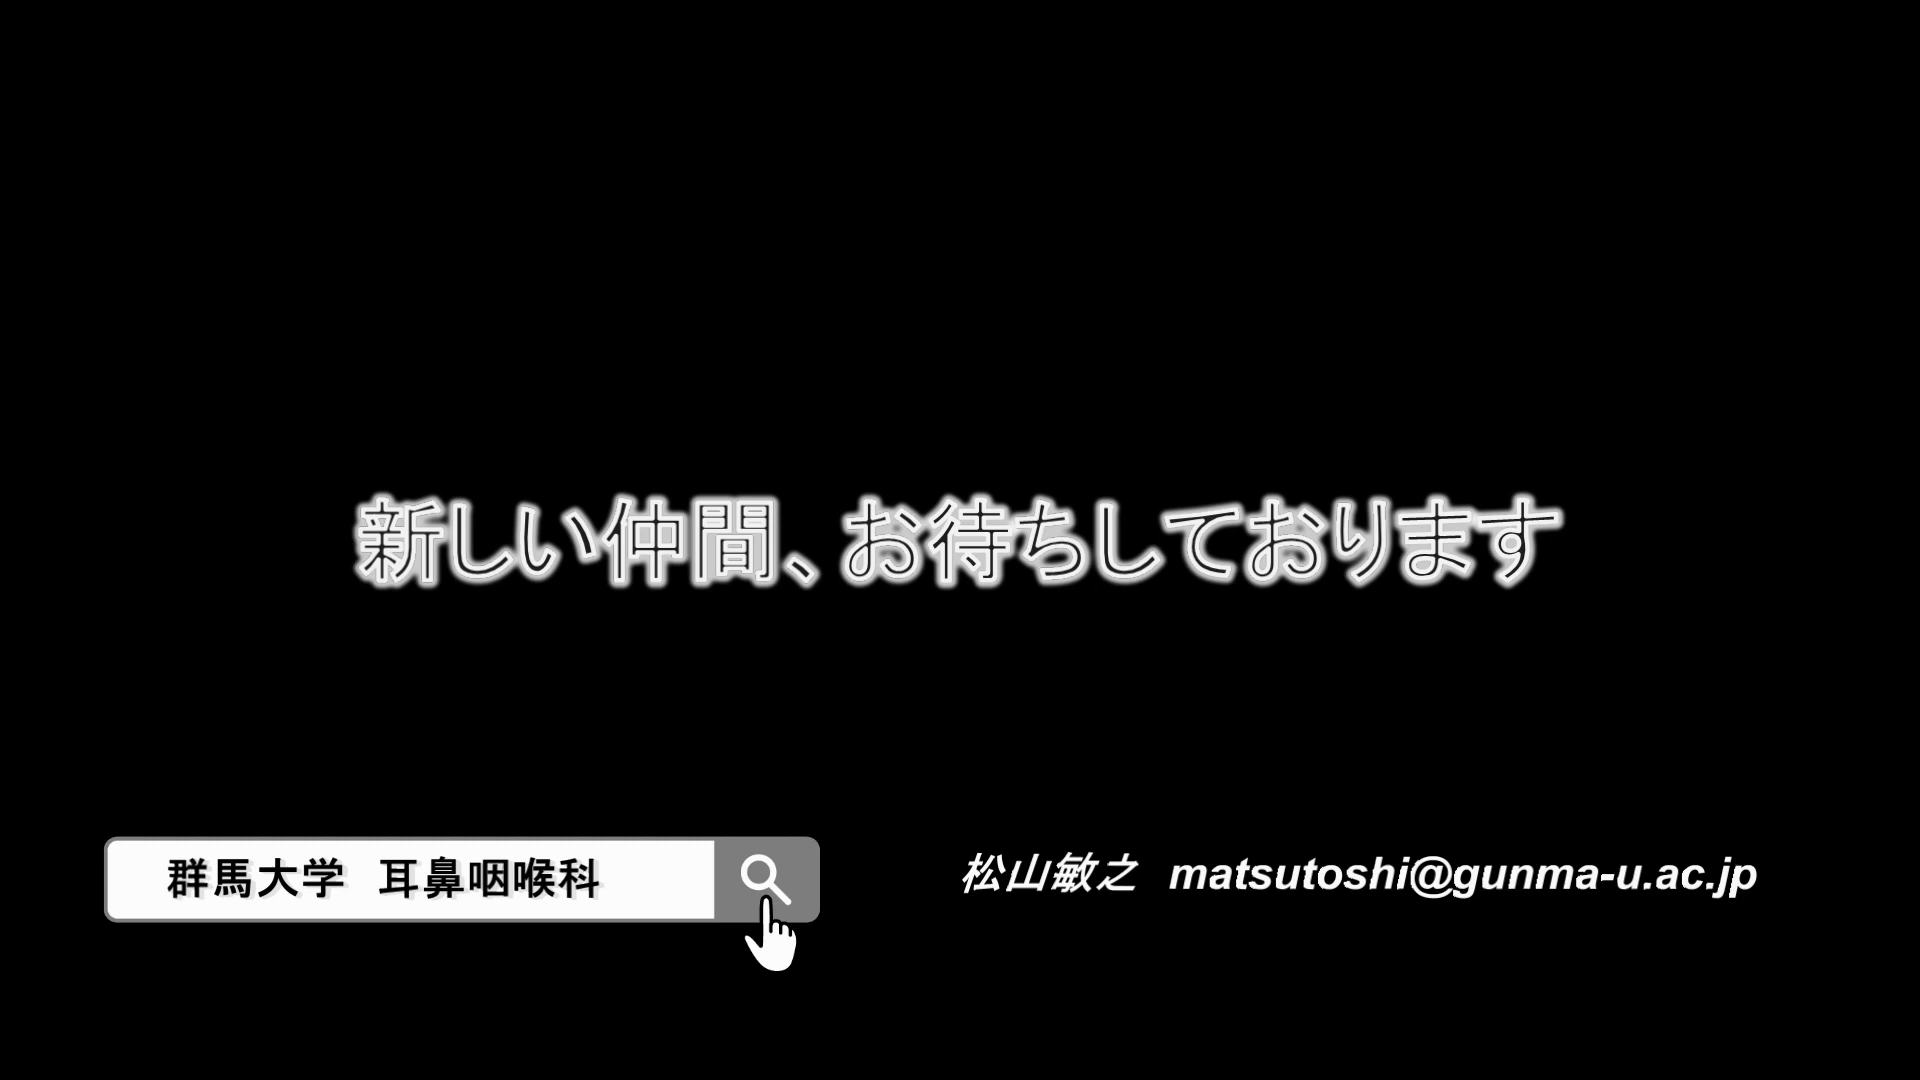 新しい仲間、お待ちしております
群馬大学　耳鼻咽喉科
松山敏之　matsutoshi@gunma-u.ac.jp